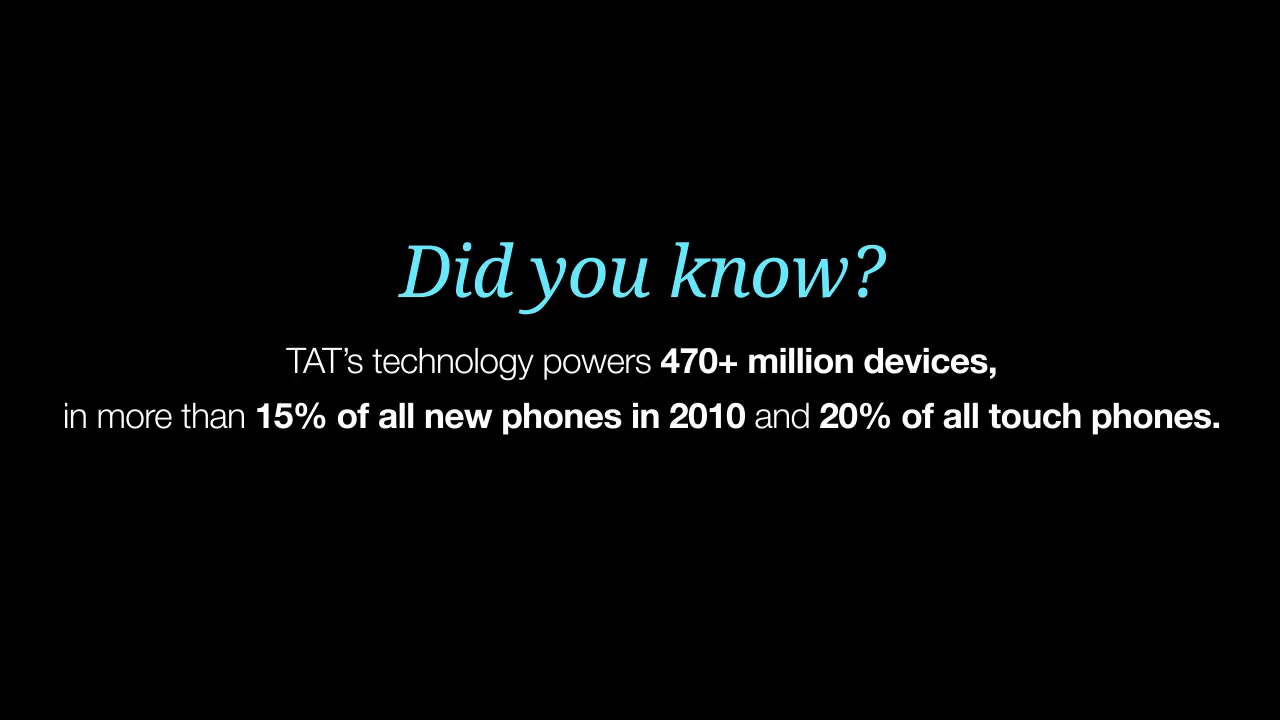 Did you know?
TAT’s technology powers 470+ million devices,
in more than 15% of all new phones in 2010 and 20% of all touch phones.